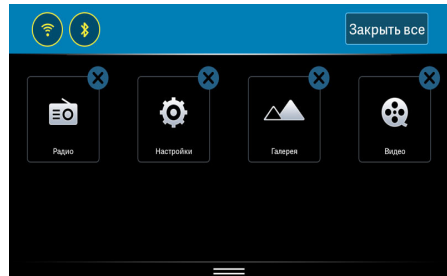 Закрыть все
Радио
Настройки
Галерея
Видео